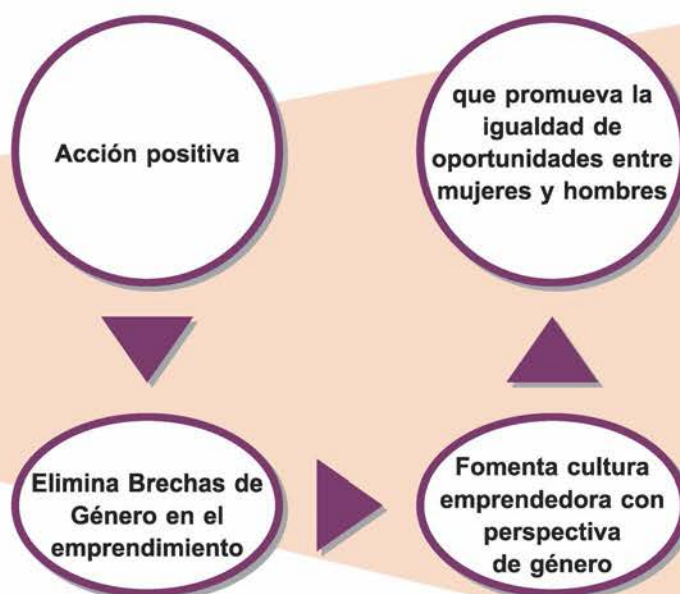 Acción positiva
Elimina Brechas de
Género en el
emprendimiento
Fomenta cultura
emprendedora con
perspectiva
de género
que promueva la
igualdad de
oportunidades entre
mujeres y hombres